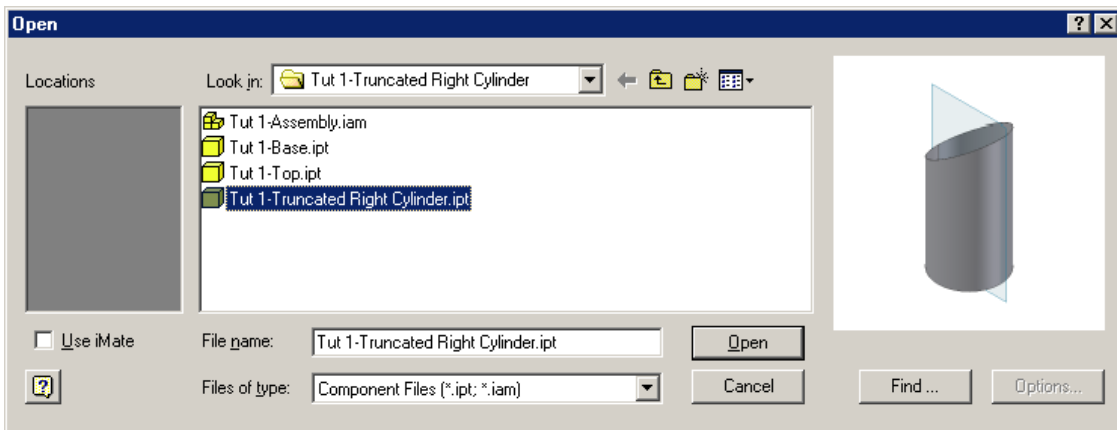 Open
Locations
Look in: Tut 1-Truncated Right Cylinder
Tut 1-Assembly.iam
Tut 1-Base.ipt
Tut 1-Top.ipt
Tut 1-Truncated Right Cylinder.ipt
Use iMate
File name: Tut 1-Truncated Right Cylinder.ipt
Open
Files of type: Component Files (*.ipt; *.iam)
Cancel
Find ...
Options...